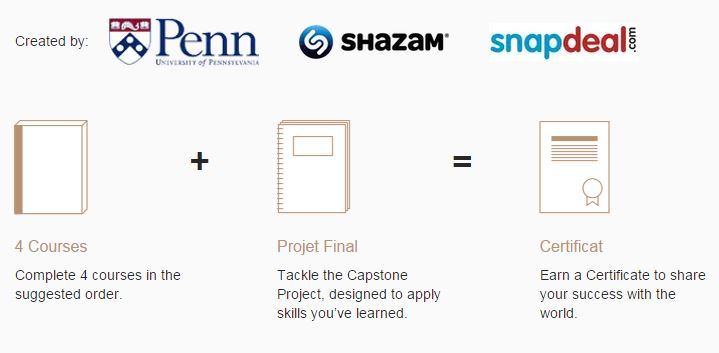 Created by:
Penn
UNIVERSITY OF PENNSYLVANIA
SHAZAM®
snapdeal.com
+
=
4 Courses
Complete 4 courses in the
suggested order.
Projet Final
Tackle the Capstone
Project, designed to apply
skills you've learned.
Certificat
Earn a Certificate to share
your success with the
world.